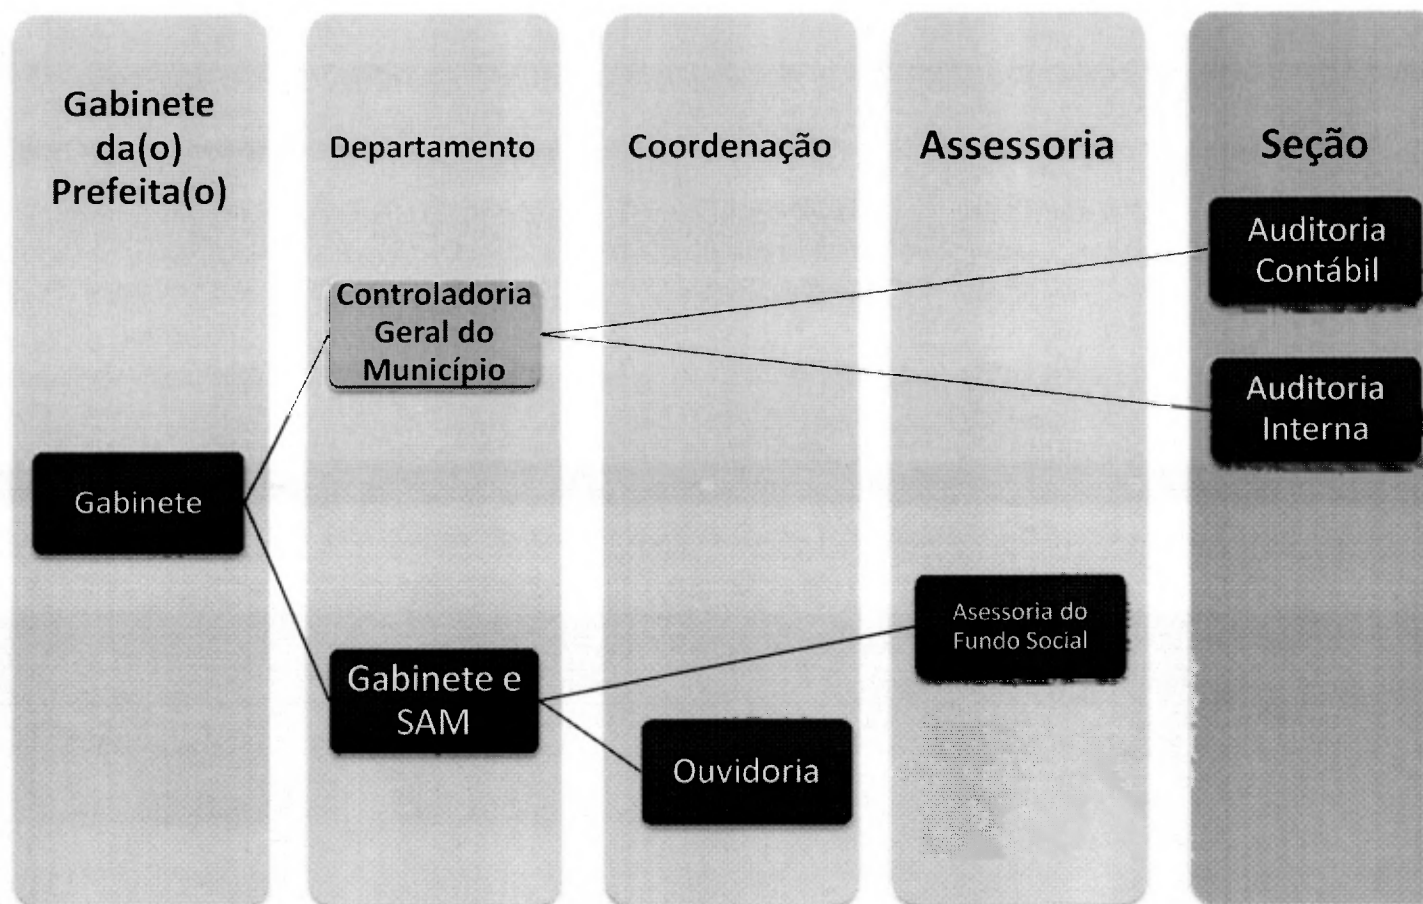 Gabinete
da(o)
Prefeita(o)
Departamento
Coordenação
Assessoria
Seção
Auditoria
Contábil
Controladoria
Geral do
Município
Auditoria
Interna
Gabinete
Asessoria do
Fundo Social
Gabinete e
SAM
Ouvidoria